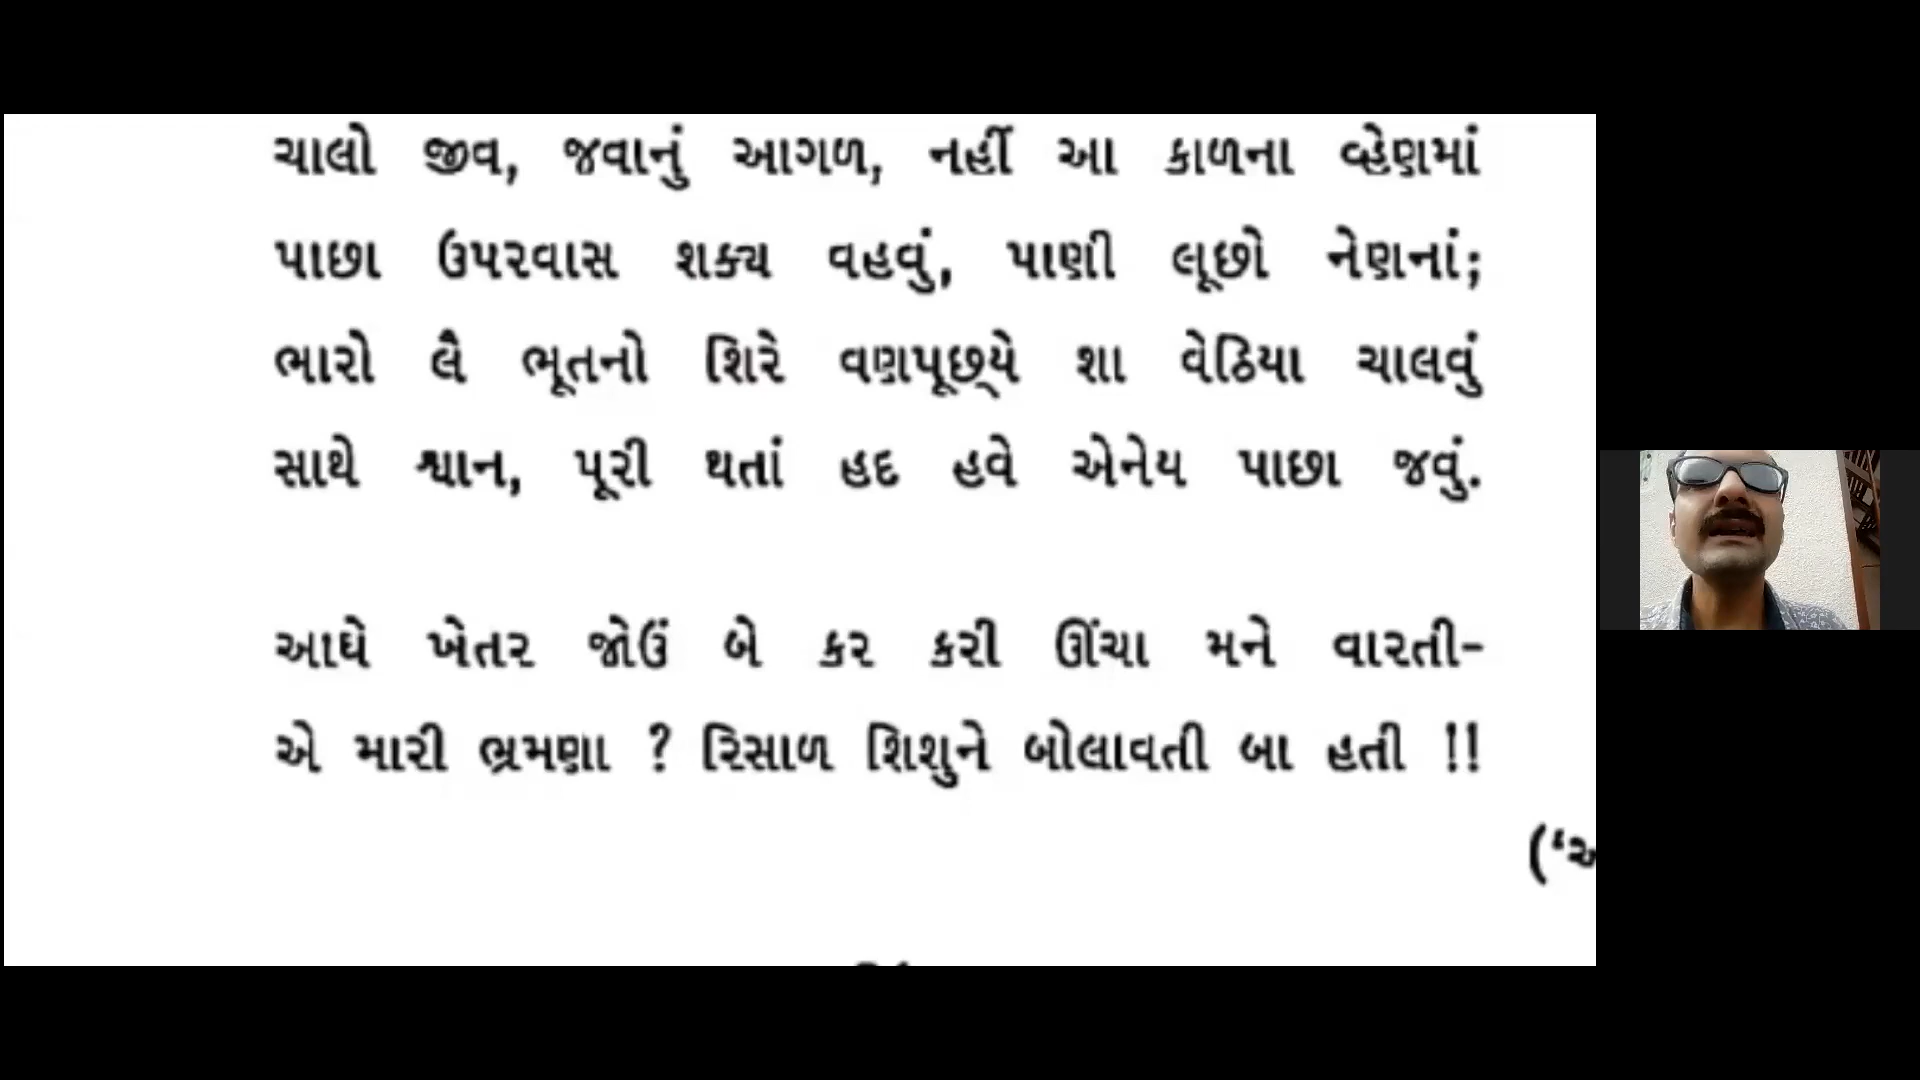 ચાલો જીવ, જવાનું આગળ, નહીં આ કાળના વ્હેણમાં
પાછા ઉપરવાસ શક્ય વહવું, પાણી લૂછો નેણનાં;
ભારો લૈ ભૂતનો શિરે વણપૂછ્યે શા વેઠિયા ચાલવું
સાથે શ્વાન, પૂરી થતાં હદ હવે એનેય પાછા જવું.
આઘે ખેતર જોઉં બે કર કરી ઊંચા મને વારતી-
એ મારી ભ્રમણા ? રિસાળ શિશુને બોલાવતી બા હતી !!